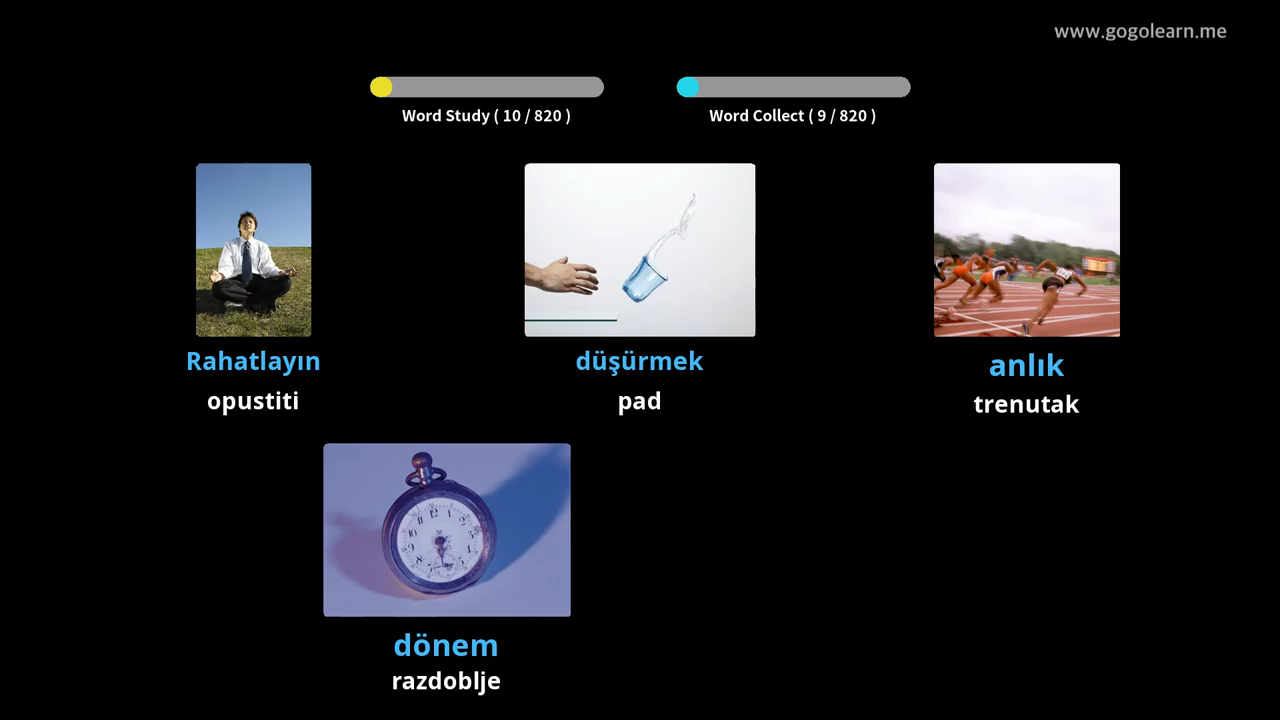 www.gogolearn.me
Word Study ( 10 / 820 )
Word Collect ( 9 / 820 )
Rahatlayın
opustiti
düşürmek
pad
anlık
trenutak
dönem
razdoblje